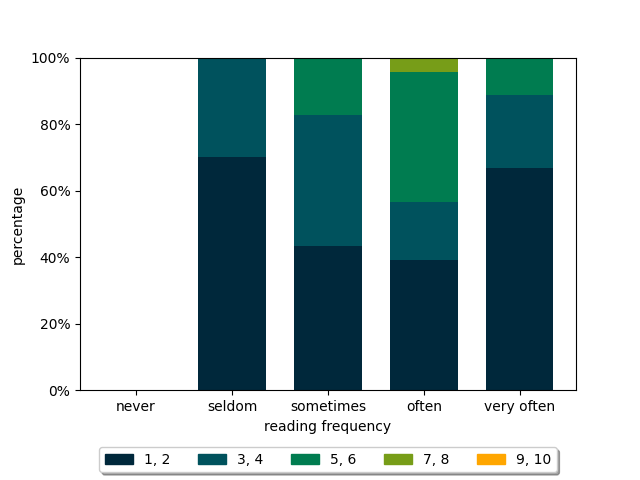 100%
80%
60%
40%
20%
0%
percentage
never seldom sometimes often very often
reading frequency
1, 2 3, 4 5, 6 7, 8 9, 10